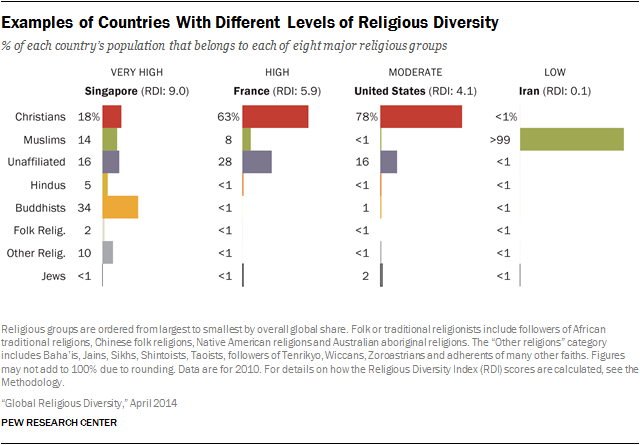 Examples of Countries With Different Levels of Religious Diversity
% of each country's population that belongs to each of eight major religious groups
VERY HIGH HIGH MODERATE LOW
Singapore (RDI: 9.0) France (RDI: 5.9) United States (RDI: 4.1) Iran (RDI: 0.1)
Christians 18% 63% 78% <1%
Muslims 14 8 <1 >99
Unaffiliated 16 28 16 <1
Hindus 5 <1 <1 <1
Buddhists 34 <1 1 <1
Folk Relig. 2 <1 <1 <1
Other Relig. 10 <1 <1 <1
Jews <1 <1 2 <1
Religious groups are ordered from largest to smallest by overall global share. Folk or traditional religionists include followers of African
traditional religions, Chinese folk religions, Native American religions and Australian aboriginal religions. The "Other religions" category
includes Baha'is, Jains, Sikhs, Shintoists, Taoists, followers of Tenrikyo, Wiccans, Zoroastrians and adherents of many other faiths. Figures
may not add to 100% due to rounding. Data are for 2010. For details on how the Religious Diversity Index (RDI) scores are calculated, see the
Methodology.
"Global Religious Diversity," April 2014
PEW RESEARCH CENTER